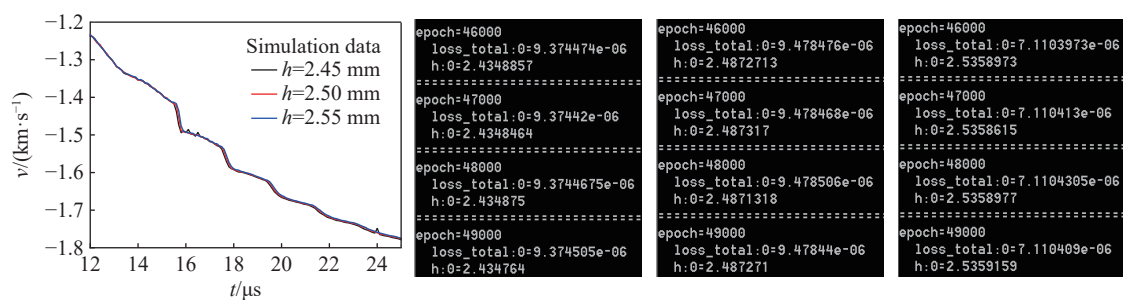 −1.2
−1.3
−1.4
−1.5
−1.6
−1.7
−1.8
v/(km·s⁻¹)
Simulation data
h=2.45 mm
h=2.50 mm
h=2.55 mm
12 14 16 18 20 22 24
t/μs
epoch=46000
loss_total:0=9.374474e-06
h:0=2.4348857
epoch=47000
loss_total:0=9.37442e-06
h:0=2.4348464
epoch=48000
loss_total:0=9.3744675e-06
h:0=2.434875
epoch=49000
loss_total:0=9.374505e-06
h:0=2.434764
epoch=46000
loss_total:0=9.478476e-06
h:0=2.4872713
epoch=47000
loss_total:0=9.478468e-06
h:0=2.487317
epoch=48000
loss_total:0=9.478506e-06
h:0=2.4871318
epoch=49000
loss_total:0=9.47844e-06
h:0=2.487271
epoch=46000
loss_total:0=7.1103973e-06
h:0=2.5358973
epoch=47000
loss_total:0=7.110413e-06
h:0=2.5358615
epoch=48000
loss_total:0=7.1104305e-06
h:0=2.5358977
epoch=49000
loss_total:0=7.110409e-06
h:0=2.5359159